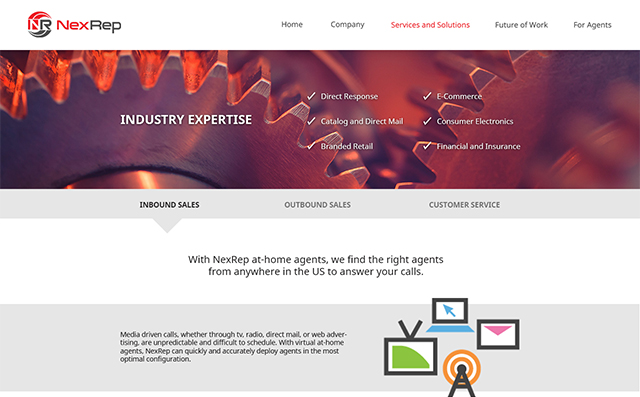 NR NexRep
Home Company Services and Solutions Future of Work For Agents
INDUSTRY EXPERTISE
Direct Response
Catalog and Direct Mail
Branded Retail
E-Commerce
Consumer Electronics
Financial and Insurance
INBOUND SALES OUTBOUND SALES CUSTOMER SERVICE
With NexRep at-home agents, we find the right agents
from anywhere in the US to answer your calls.
Media driven calls, whether through tv, radio, direct mail, or web adver-
tising, are unpredictable and difficult to schedule. With virtual at-home
agents, NexRep can quickly and accurately deploy agents in the most
optimal configuration.